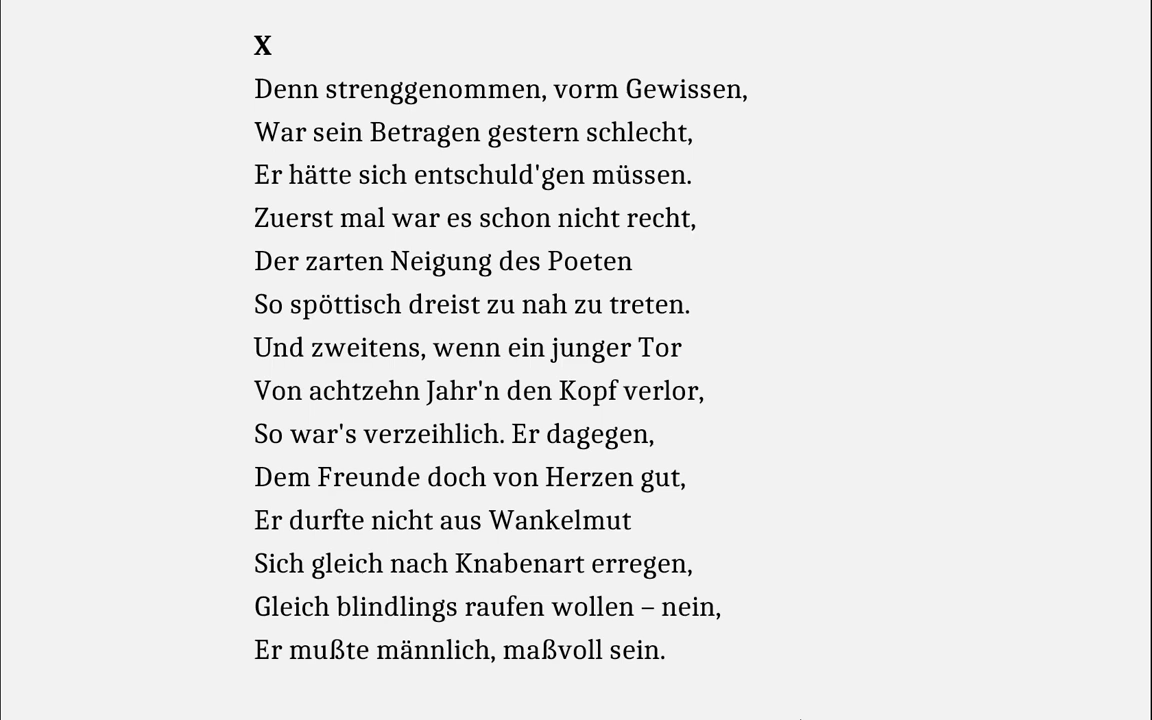 X
Denn strenggenommen, vorm Gewissen,
War sein Betragen gestern schlecht,
Er hätte sich entschuld'gen müssen.
Zuerst mal war es schon nicht recht,
Der zarten Neigung des Poeten
So spöttisch dreist zu nah zu treten.
Und zweitens, wenn ein junger Tor
Von achtzehn Jahr'n den Kopf verlor,
So war's verzeihlich. Er dagegen,
Dem Freunde doch von Herzen gut,
Er durfte nicht aus Wankelmut
Sich gleich nach Knabenart erregen,
Gleich blindlings raufen wollen – nein,
Er mußte männlich, maßvoll sein.